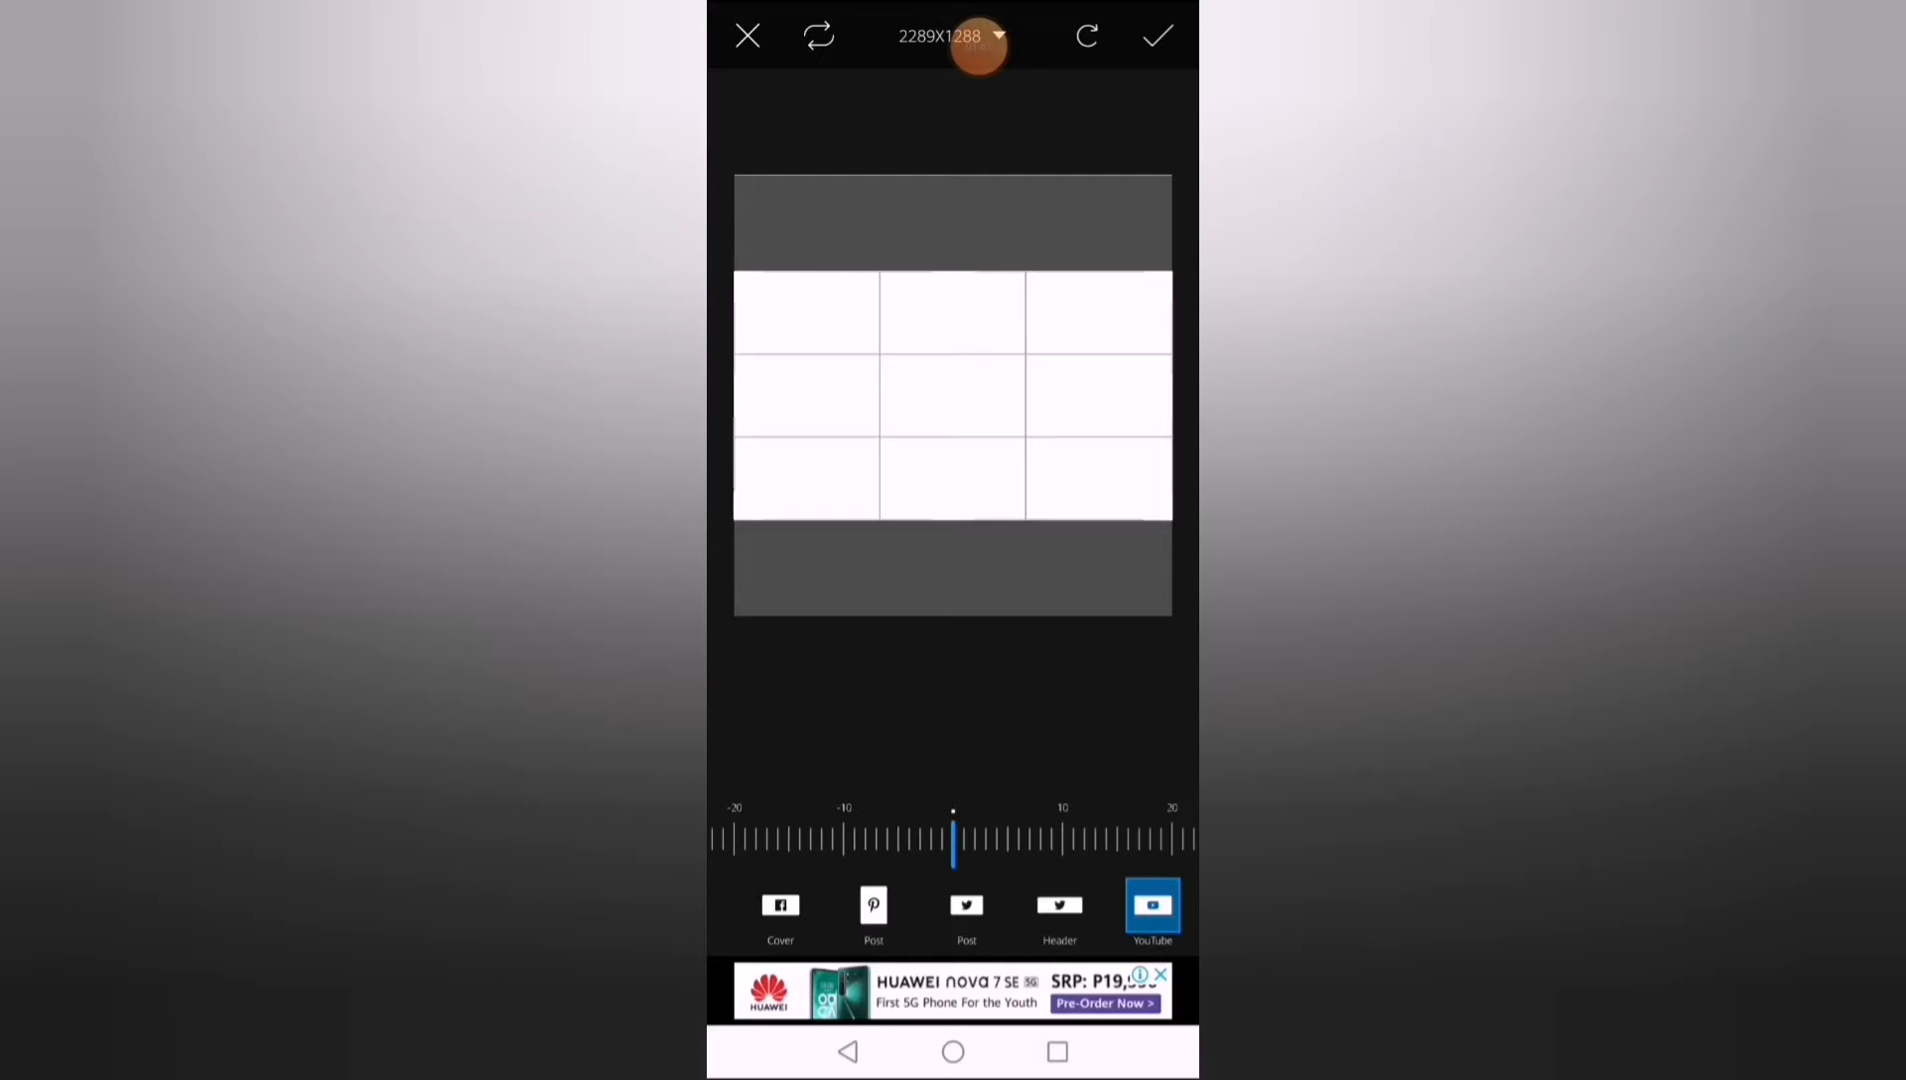 2289X1288
-20 -10 10 20
Cover Post Post Header YouTube
HUAWEI nova 7 SE 5G
First 5G Phone For the Youth
SRP: P19,
Pre-Order Now >
HUAWEI